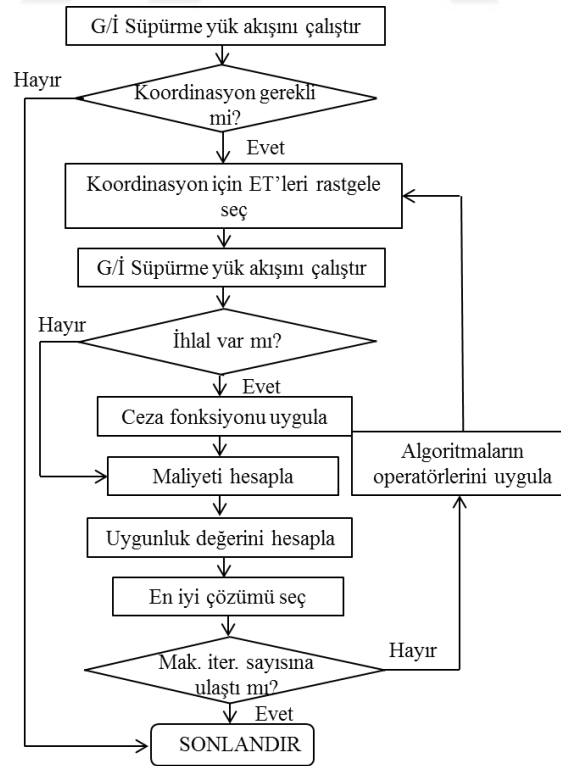 G/İ Süpürme yük akışını çalıştır
Hayır
Koordinasyon gerekli
mi?
Evet
Koordinasyon için ET’leri rastgele
seç
G/İ Süpürme yük akışını çalıştır
Hayır
İhlal var mı?
Evet
Ceza fonksiyonu uygula
Algoritmaların
operatörlerini uygula
Maliyeti hesapla
Uygunluk değerini hesapla
En iyi çözümü seç
Hayır
Mak. iter. sayısına
ulaştı mı?
Evet
SONLANDIR